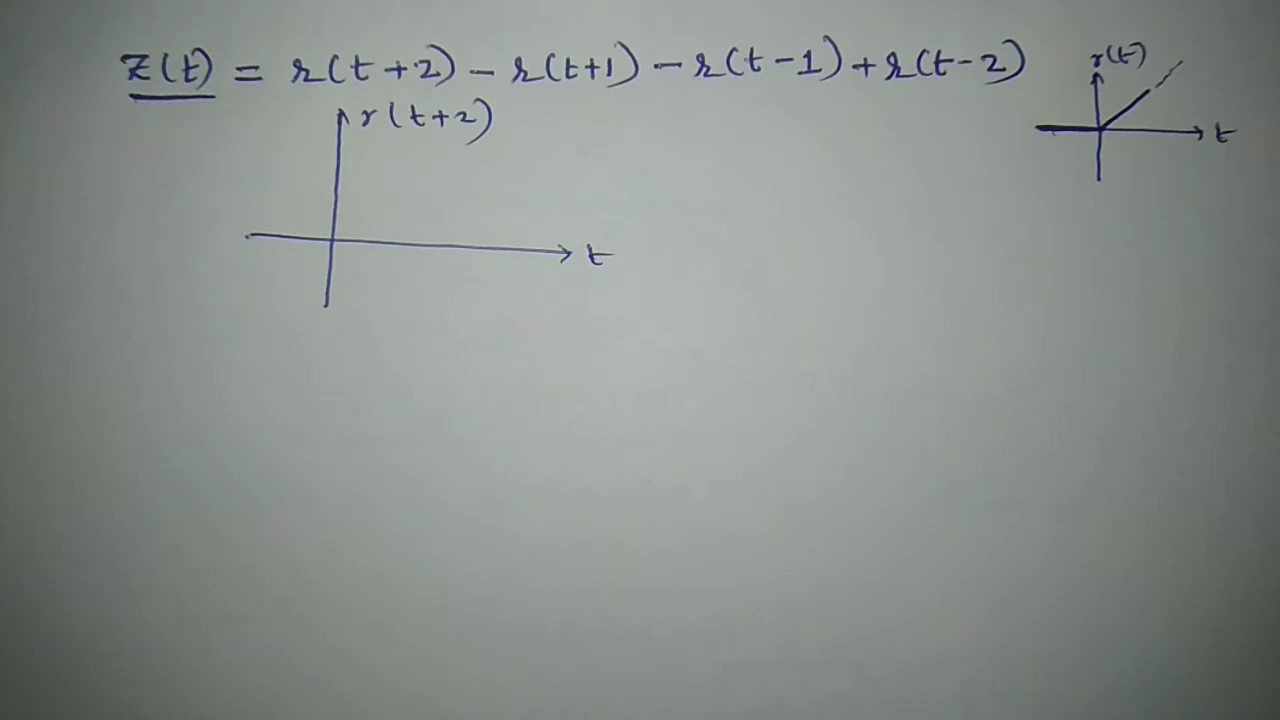 z(t) = r(t+2) - r(t+1) - r(t-1) + r(t-2)
r(t)
r(t+2)
t
t